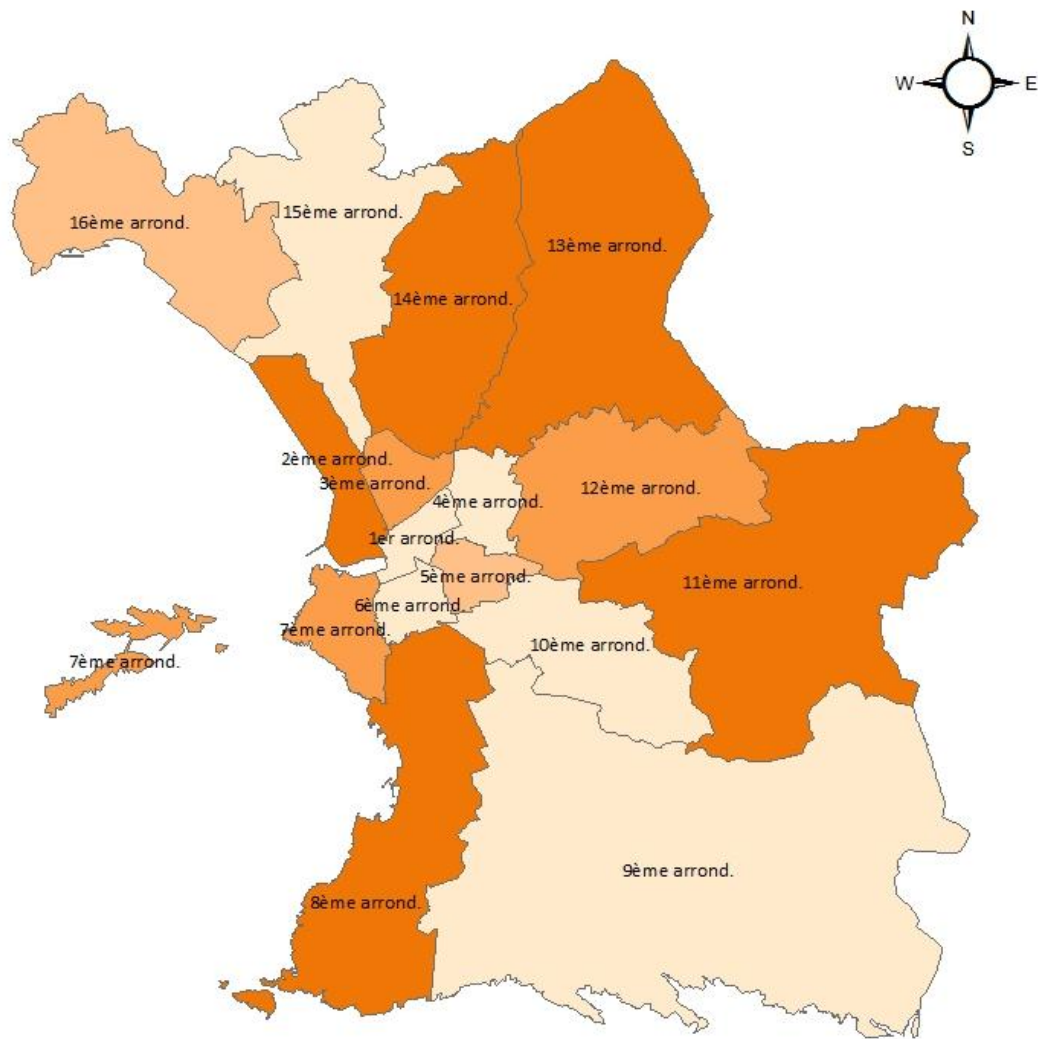 N
W
E
S
15ème arrond.
16ème arrond.
13ème arrond.
14ème arrond.
2ème arrond.
3ème arrond.
12ème arrond.
4ème arrond.
1er arrond.
5ème arrond.
11ème arrond.
6ème arrond.
7ème arrond.
10ème arrond.
7ème arrond.
9ème arrond.
8ème arrond.